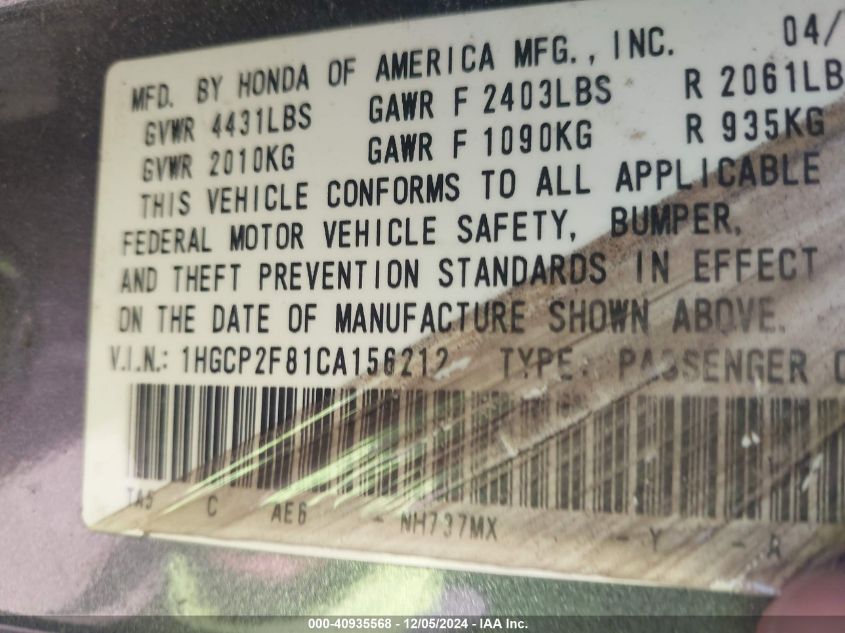 MFD. BY HONDA OF AMERICA MFG., INC. 04/
GVWR 4431LBS GAWR F 2403LBS R 2061LB
GVWR 2010KG GAWR F 1090KG R 935KG
THIS VEHICLE CONFORMS TO ALL APPLICABLE
FEDERAL MOTOR VEHICLE SAFETY, BUMPER,
AND THEFT PREVENTION STANDARDS IN EFFECT
ON THE DATE OF MANUFACTURE SHOWN ABOVE.
V.I.N.: 1HGCP2F81CA156212 TYPE: PASSENGER
TA5 C AE6 - NH737MX - Y - A
000-40935568 - 12/05/2024 - IAA Inc.